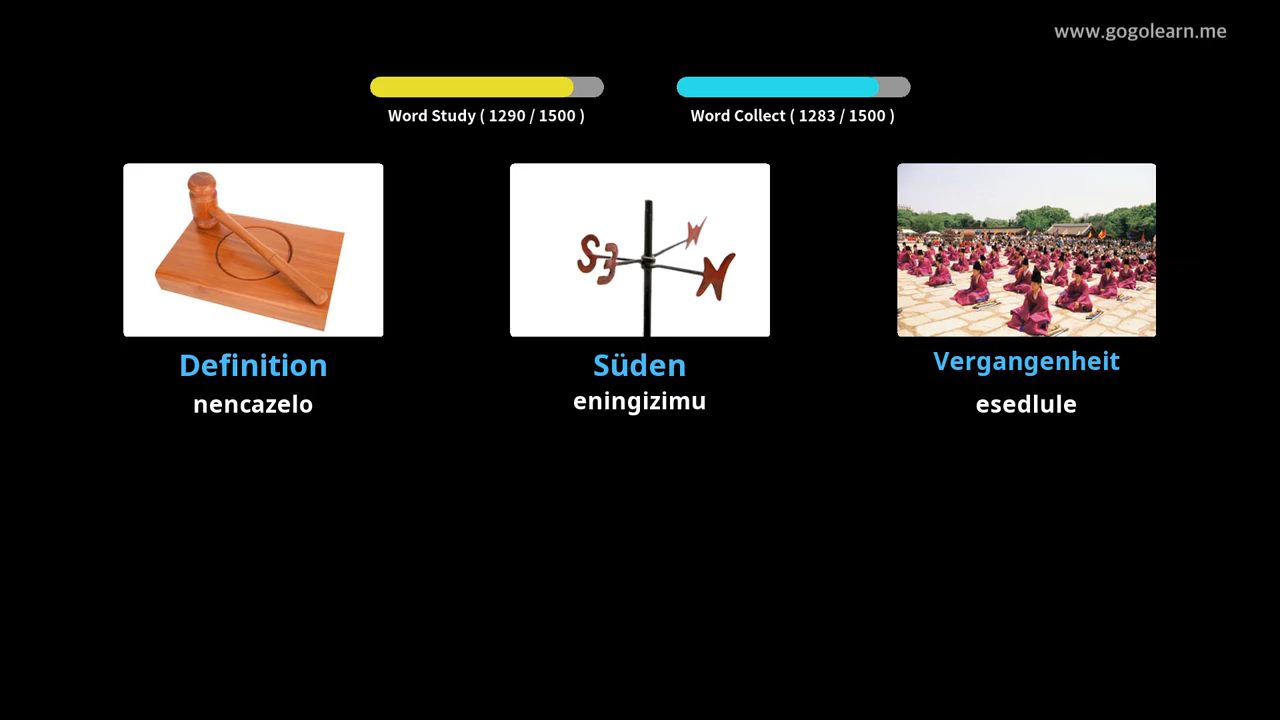 www.gogolearn.me
Word Study ( 1290 / 1500 )
Word Collect ( 1283 / 1500 )
S
E
N
W
Definition
nencazelo
Süden
eningizimu
Vergangenheit
esedlule